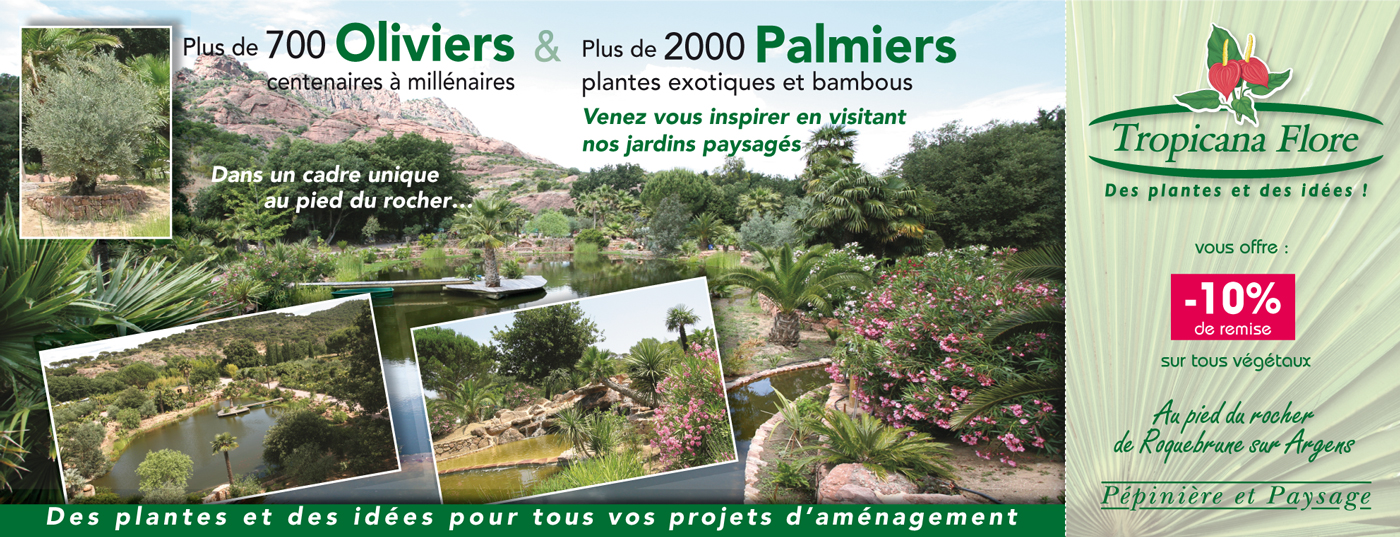 Plus de 700 Oliviers
centenaires à millénaires
&
Plus de 2000 Palmiers
plantes exotiques et bambous
Venez vous inspirer en visitant
nos jardins paysagés
Dans un cadre unique
au pied du rocher...
Des plantes et des idées pour tous vos projets d'aménagement
Tropicana Flore
Des plantes et des idées !
vous offre :
-10%
de remise
sur tous végétaux
Au pied du rocher
de Roquebrune sur Argens
Pépinière et Paysage